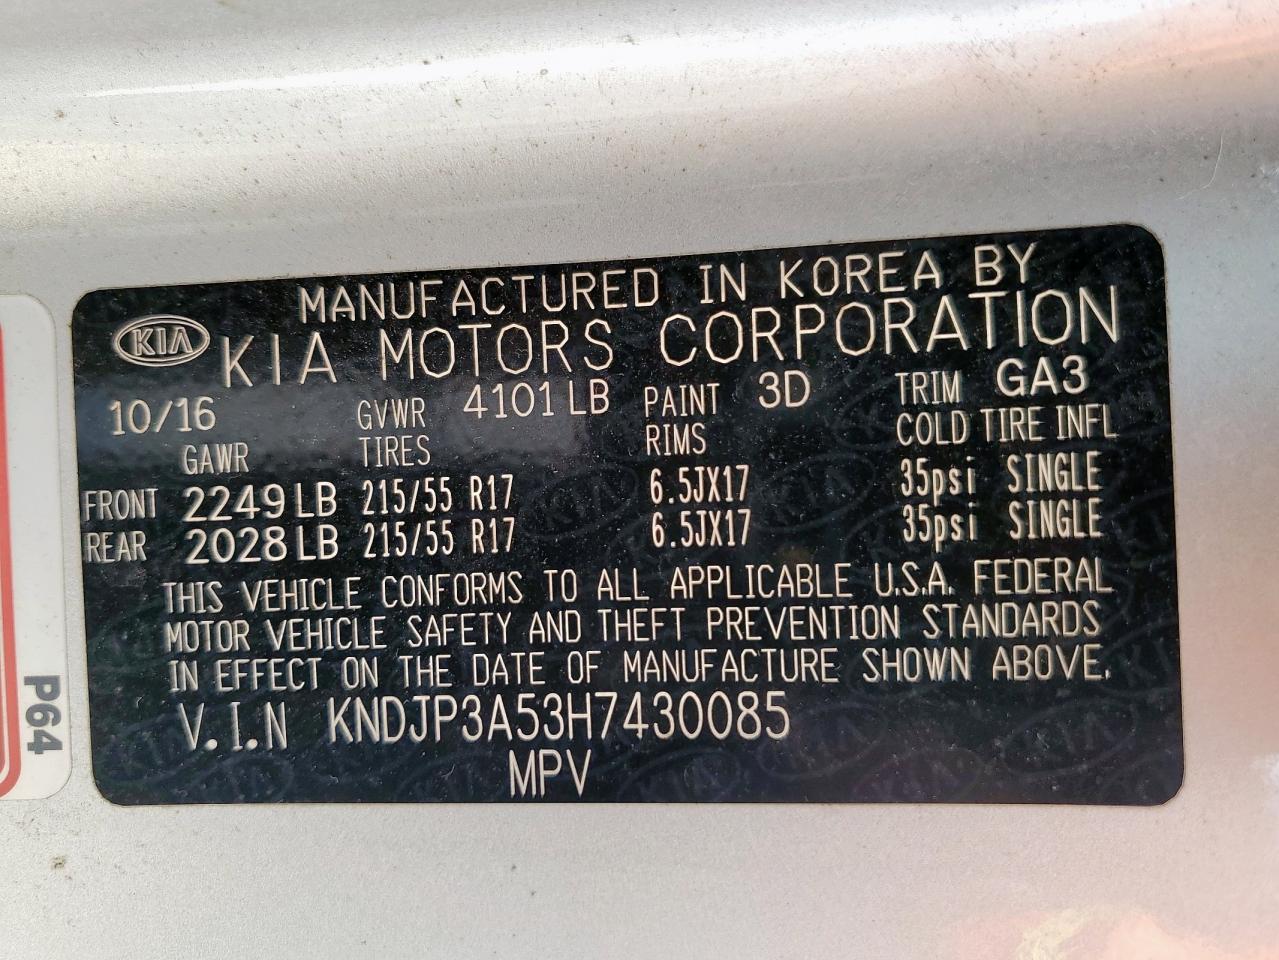 MANUFACTURED IN KOREA BY
KIA KIA MOTORS CORPORATION
10/16 GVWR 4101 LB PAINT 3D TRIM GA3
GAWR TIRES RIMS COLD TIRE INFL
FRONT 2249 LB 215/55 R17 6.5JX17 35psi SINGLE
REAR 2028 LB 215/55 R17 6.5JX17 35psi SINGLE
THIS VEHICLE CONFORMS TO ALL APPLICABLE U.S.A. FEDERAL
MOTOR VEHICLE SAFETY AND THEFT PREVENTION STANDARDS
IN EFFECT ON THE DATE OF MANUFACTURE SHOWN ABOVE.
V.I.N KNDJP3A53H7430085
MPV
P64